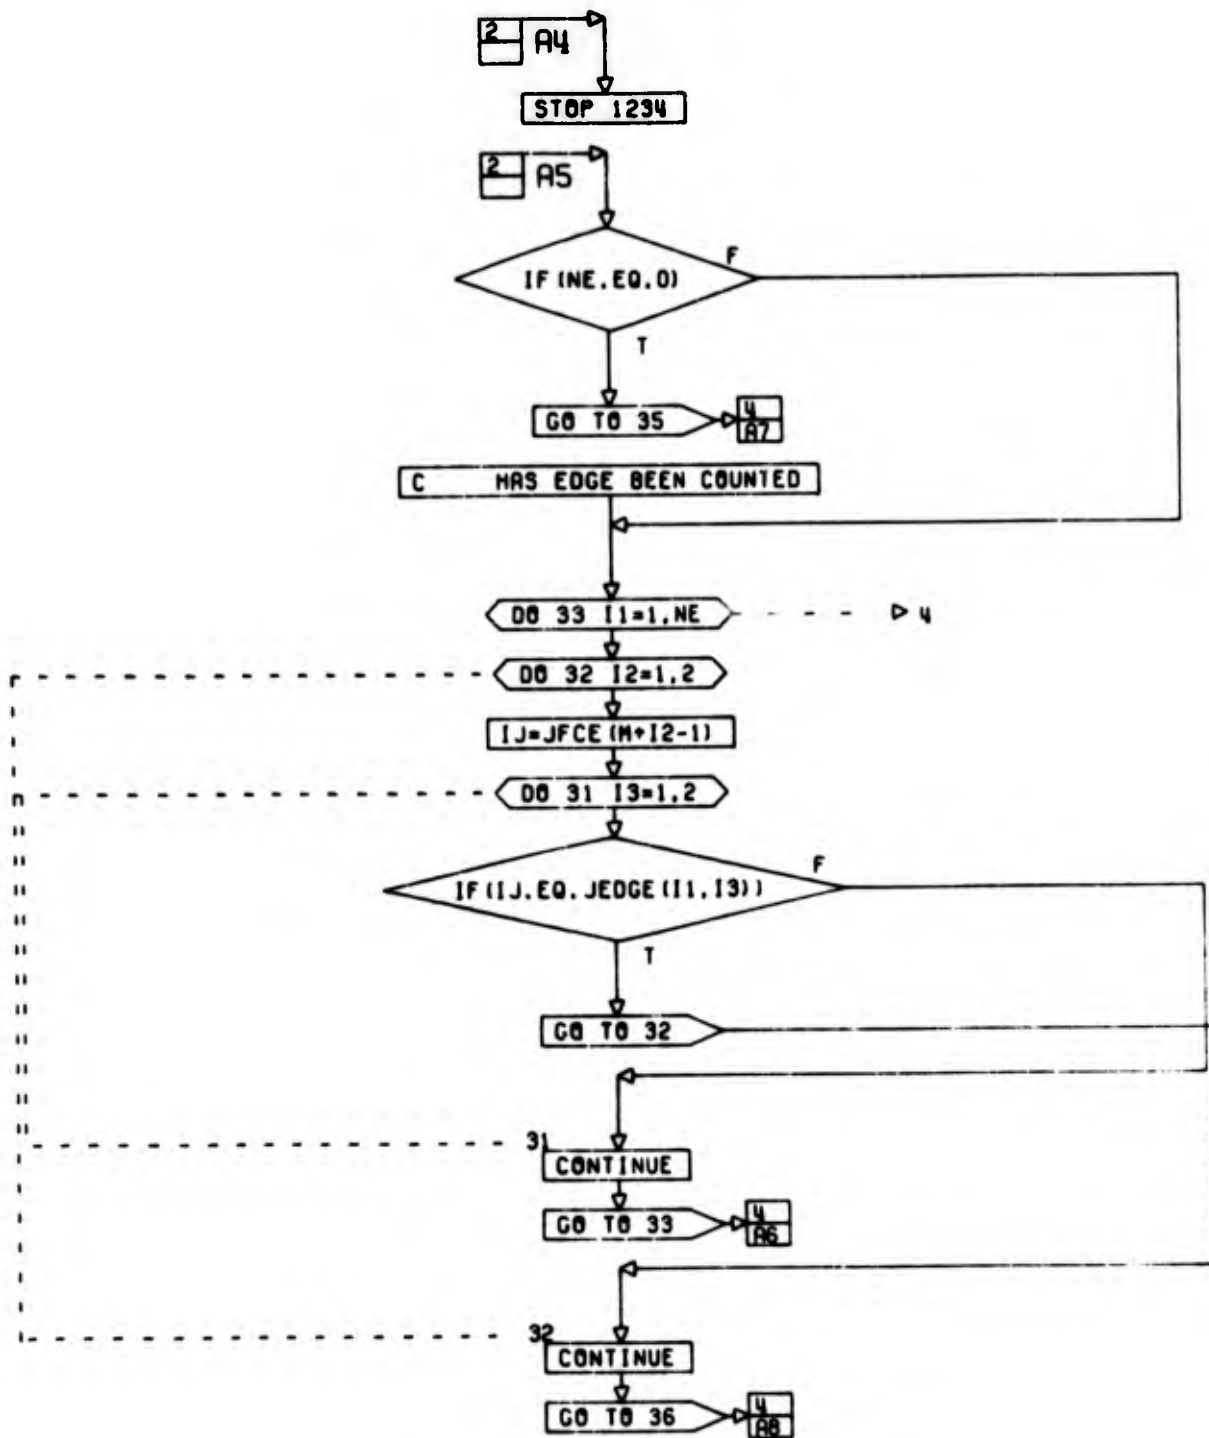 2
A4
STOP 1234
2
A5
F
IF(NE.EQ.0)
T
GO TO 35
4
A7
C HAS EDGE BEEN COUNTED
DO 33 I1=1,NE
4
DO 32 I2=1,2
IJ=JFCE(M+I2-1)
DO 31 I3=1,2
F
IF(IJ.EQ.JEDGE(I1,I3))
T
GO TO 32
31
CONTINUE
GO TO 33
4
A6
32
CONTINUE
GO TO 36
4
A8